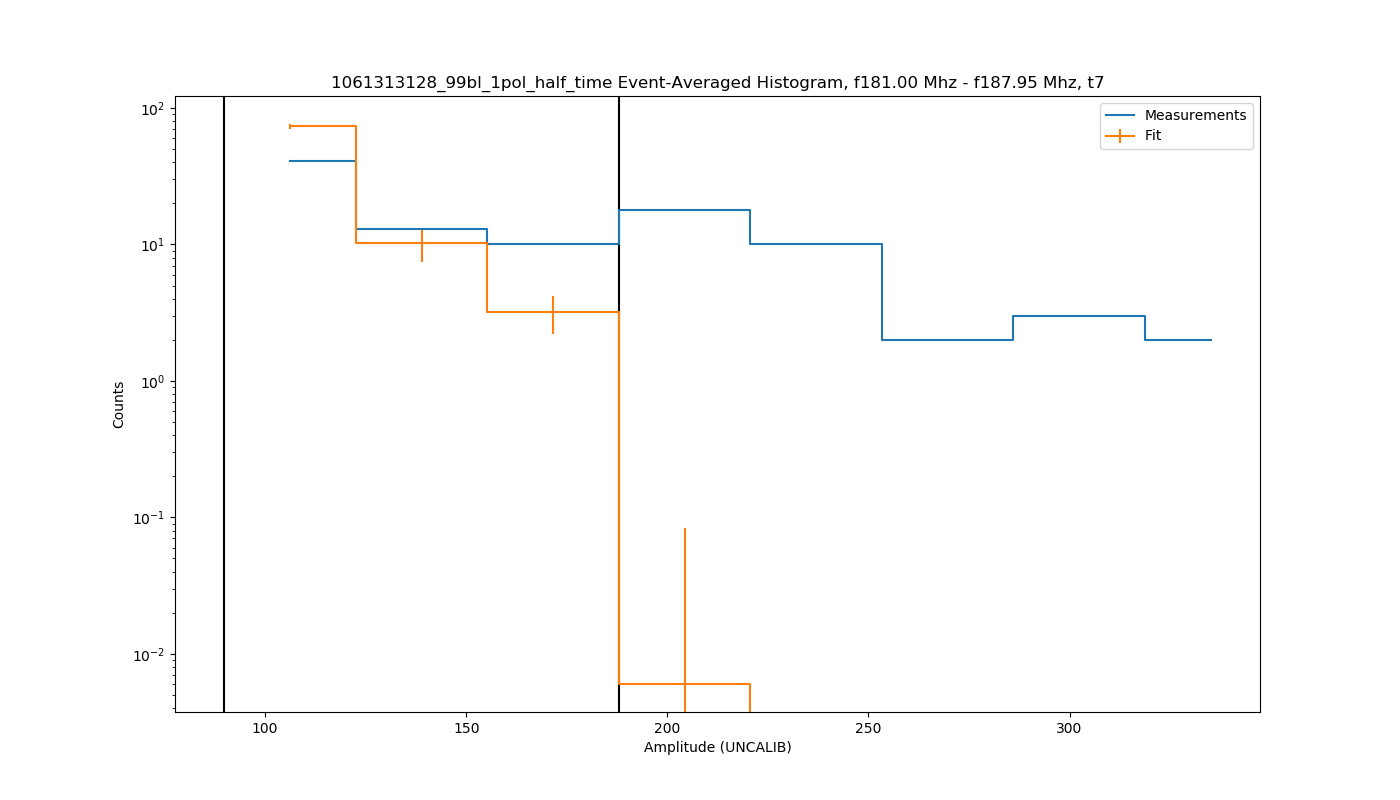 1061313128_99bl_1pol_half_time Event-Averaged Histogram, f181.00 Mhz - f187.95 Mhz, t7
Measurements
Fit
10²
10¹
10⁰
10⁻¹
10⁻²
Counts
100 150 200 250 300
Amplitude (UNCALIB)